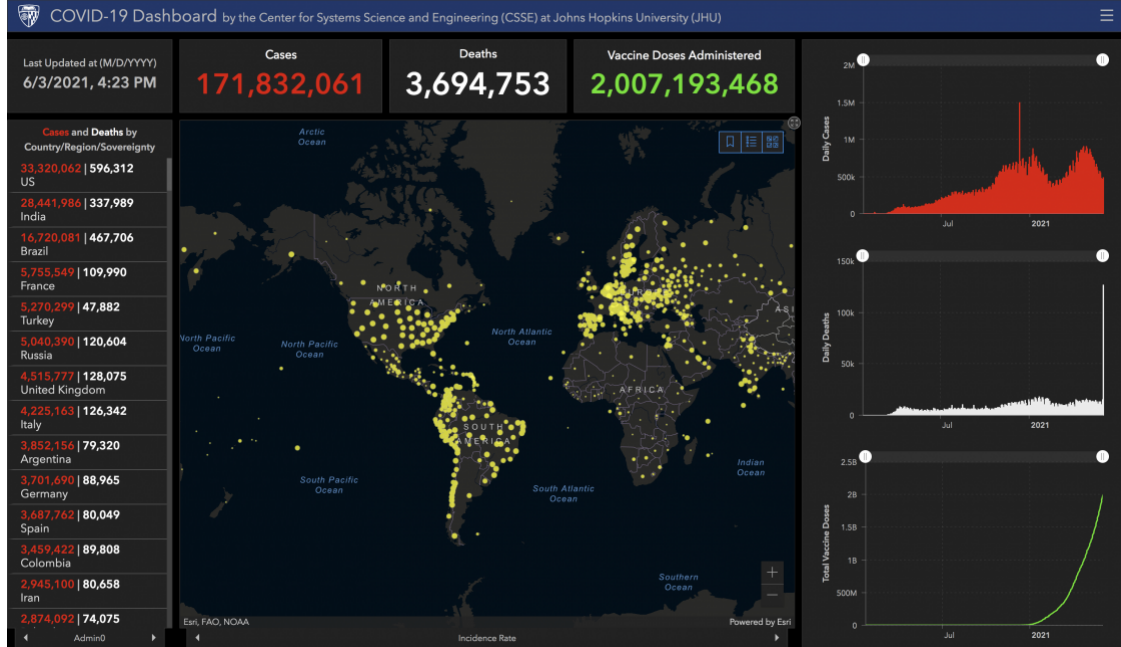 COVID-19 Dashboard by the Center for Systems Science and Engineering (CSSE) at Johns Hopkins University (JHU)
Last Updated at (M/D/YYYY)
6/3/2021, 4:23 PM
Cases
171,832,061
Deaths
3,694,753
Vaccine Doses Administered
2,007,193,468
Cases and Deaths by
Country/Region/Sovereignty
33,320,062 | 596,312
US
28,441,986 | 337,989
India
16,720,081 | 467,706
Brazil
5,755,549 | 109,990
France
5,270,299 | 47,882
Turkey
5,040,390 | 120,604
Russia
4,515,777 | 128,075
United Kingdom
4,225,163 | 126,342
Italy
3,852,156 | 79,320
Argentina
3,701,690 | 88,965
Germany
3,687,762 | 80,049
Spain
3,459,422 | 89,808
Colombia
2,945,100 | 80,658
Iran
2,874,092 | 74,075
Admin0
Arctic
Ocean
NORTH
AMERICA
North Pacific
Ocean
North Pacific
Ocean
North Atlantic
Ocean
ASI
AFRICA
SOUTH
AMERICA
South Pacific
Ocean
South Atlantic
Ocean
Indian
Ocean
Southern
Ocean
Esri, FAO, NOAA
Powered by Esri
Incidence Rate
Daily Cases
2M
1.5M
1M
500k
0
Jul
2021
Daily Deaths
150k
100k
50k
0
Jul
2021
Total Vaccine Doses
2.5B
2B
1.5B
1B
500M
0
Jul
2021